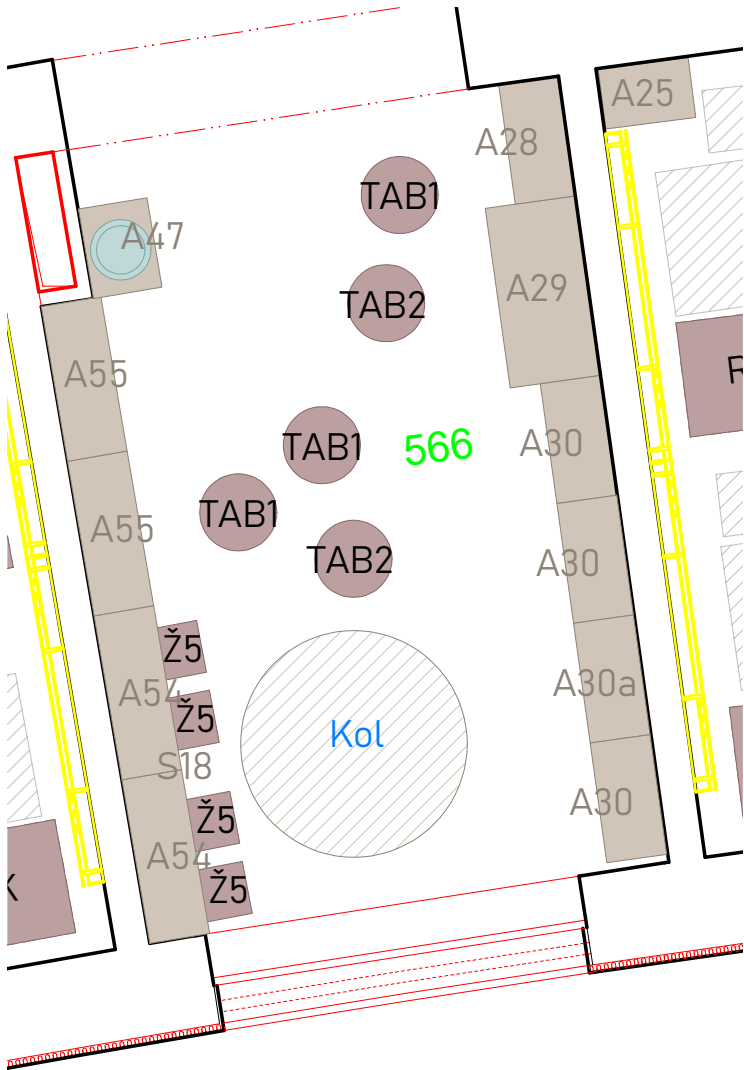 A25
A28
TAB1
A47
A29
TAB2
A55
R
TAB1
566
A30
TAB1
A55
TAB2
A30
Ž5
A54
A30a
Ž5
Kol
S18
A30
Ž5
A54
Ž5
K